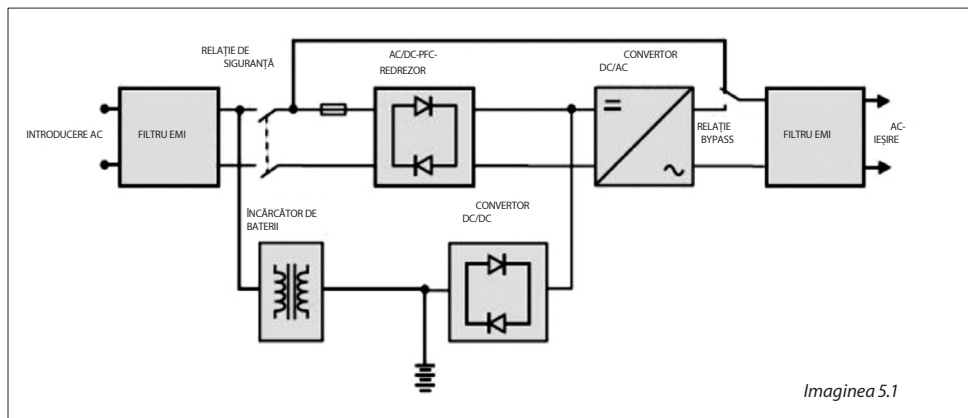 RELAȚIE DE
SIGURANȚĂ
AC/DC-PFC-
REDREZOR
CONVERTOR
DC/AC
INTRODUCERE AC
FILTRU EMI
RELAȚIE
BYPASS
FILTRU EMI
AC-
IEȘIRE
ÎNCĂRCĂTOR DE
BATERII
CONVERTOR
DC/DC
Imaginea 5.1